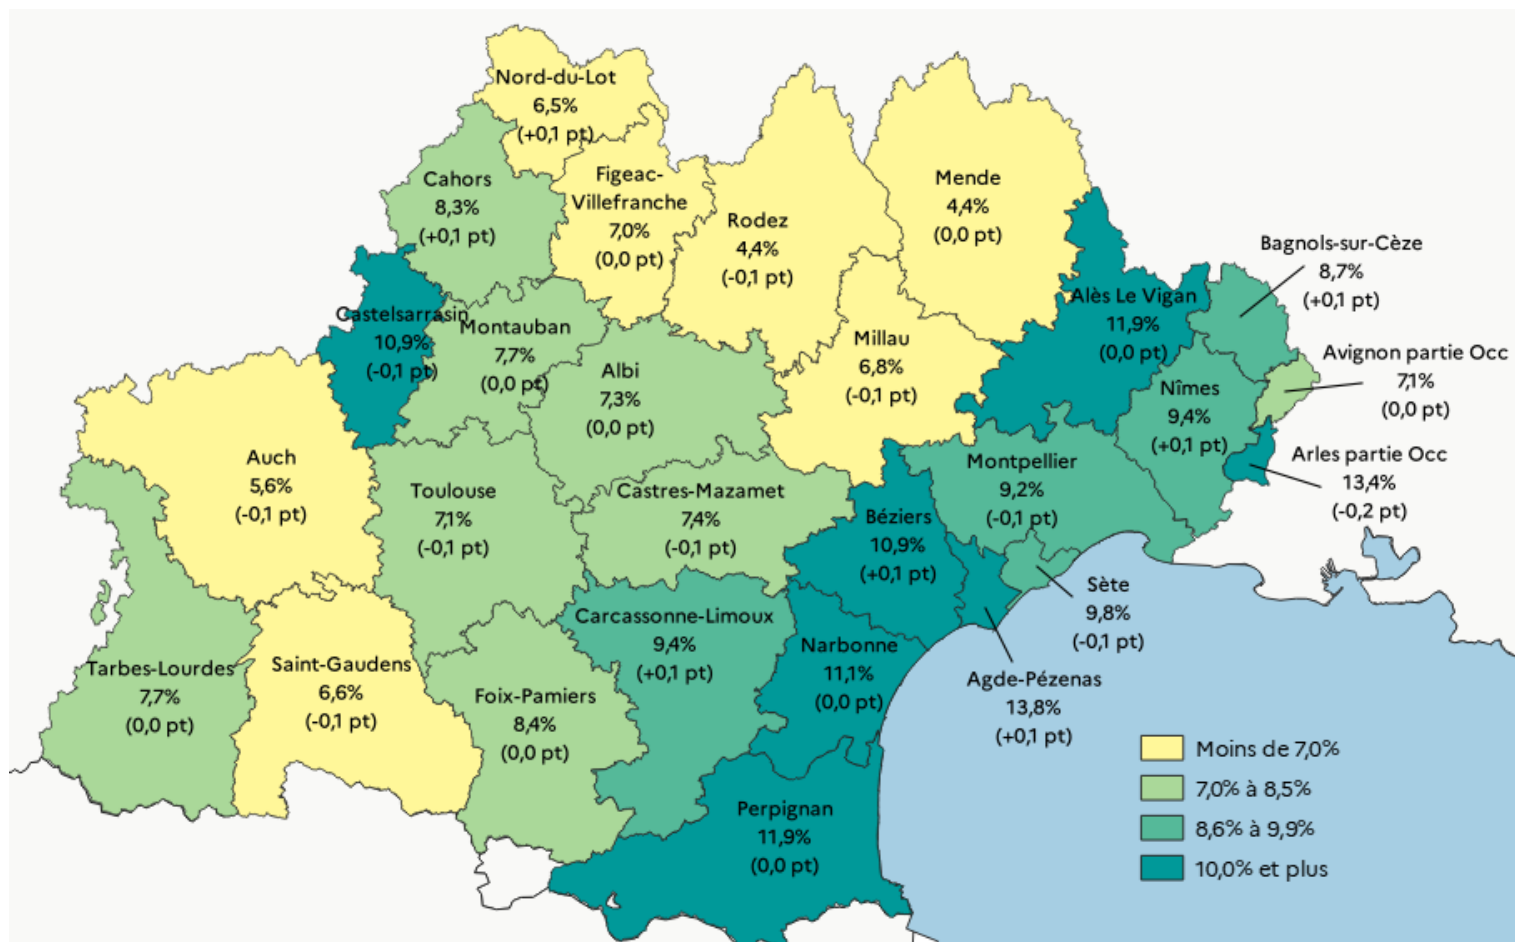 Nord-du-Lot
6,5%
(+0,1 pt)
Cahors
8,3%
(+0,1 pt)
Figeac-
Villefranche
7,0%
(0,0 pt)
Rodez
4,4%
(-0,1 pt)
Mende
4,4%
(0,0 pt)
Bagnols-sur-Cèze
8,7%
(+0,1 pt)
Castelsarrasin
10,9%
(-0,1 pt)
Montauban
7,7%
(0,0 pt)
Albi
7,3%
(0,0 pt)
Millau
6,8%
(-0,1 pt)
Alès Le Vigan
11,9%
(0,0 pt)
Avignon partie Occ
7,1%
(0,0 pt)
Nîmes
9,4%
(+0,1 pt)
Arles partie Occ
13,4%
(-0,2 pt)
Auch
5,6%
(-0,1 pt)
Toulouse
7,1%
(-0,1 pt)
Castres-Mazamet
7,4%
(-0,1 pt)
Béziers
10,9%
(+0,1 pt)
Montpellier
9,2%
(-0,1 pt)
Sète
9,8%
(-0,1 pt)
Tarbes-Lourdes
7,7%
(0,0 pt)
Saint-Gaudens
6,6%
(-0,1 pt)
Foix-Pamiers
8,4%
(0,0 pt)
Carcassonne-Limoux
9,4%
(+0,1 pt)
Narbonne
11,1%
(0,0 pt)
Agde-Pézenas
13,8%
(+0,1 pt)
Perpignan
11,9%
(0,0 pt)
Moins de 7,0%
7,0% à 8,5%
8,6% à 9,9%
10,0% et plus